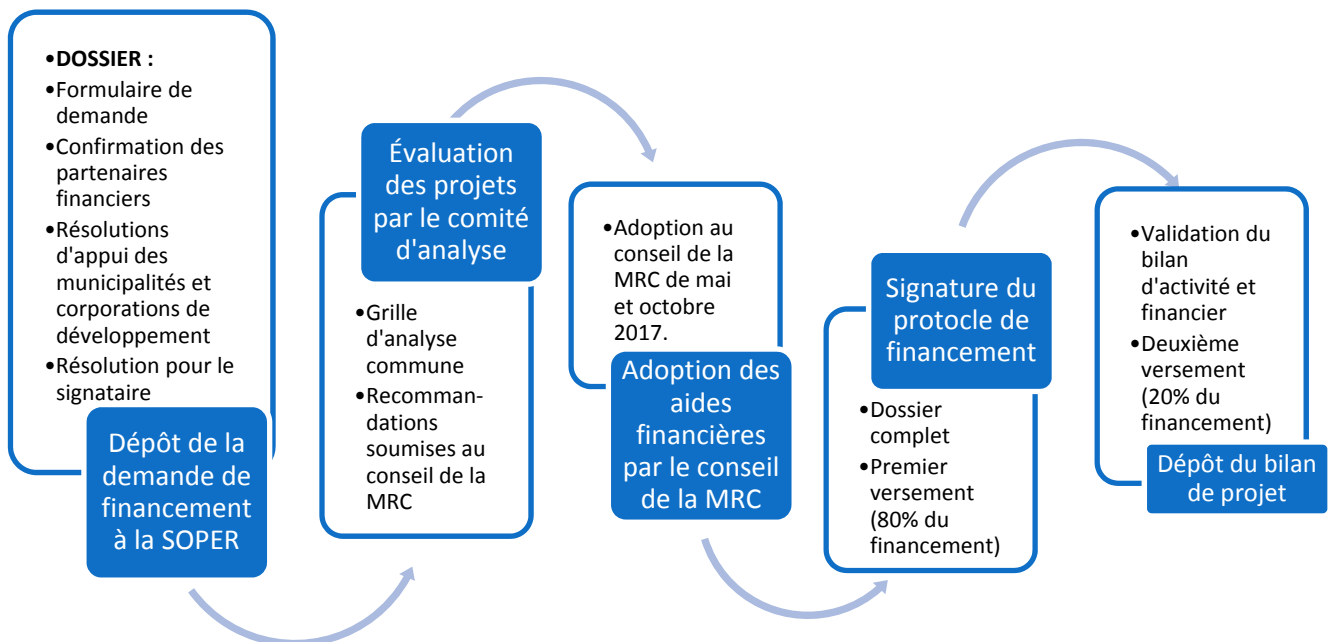 •DOSSIER :
•Formulaire de
demande
•Confirmation des
partenaires
financiers
•Résolutions
d'appui des
municipalités et
corporations de
développement
•Résolution pour le
signataire
Dépôt de la
demande de
financement
à la SOPER
Évaluation
des projets
par le comité
d'analyse
•Grille
d'analyse
commune
•Recomman-
dations
soumises au
conseil de la
MRC
•Adoption au
conseil de la
MRC de mai
et octobre
2017.
Adoption des
aides
financières
par le conseil
de la MRC
Signature du
protocle de
financement
•Dossier
complet
•Premier
versement
(80% du
financement)
•Validation du
bilan
d'activité et
financier
•Deuxième
versement
(20% du
financement)
Dépôt du bilan
de projet